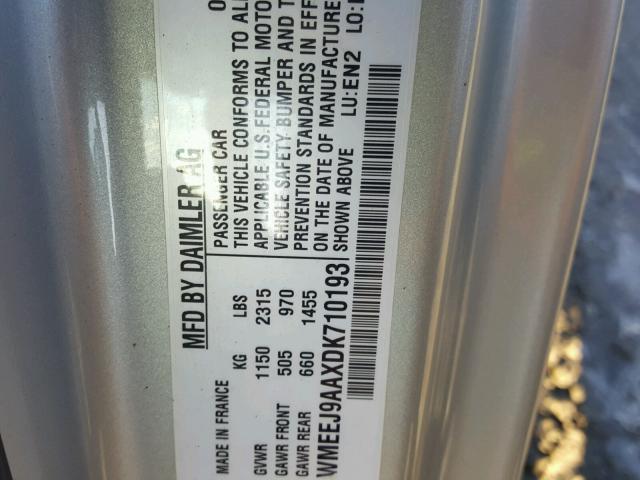 MFD BY DAIMLER AG
MADE IN FRANCE KG LBS
GVWR 1150 2315
GAWR FRONT 505 970
GAWR REAR 660 1455
WMEEJ9AAXDK710193
PASSENGER CAR
THIS VEHICLE CONFORMS TO ALL
APPLICABLE U.S.FEDERAL MOTO
VEHICLE SAFETY, BUMPER AND T
PREVENTION STANDARDS IN EFF
ON THE DATE OF MANUFACTURE
SHOWN ABOVE LU:EN2 LO: